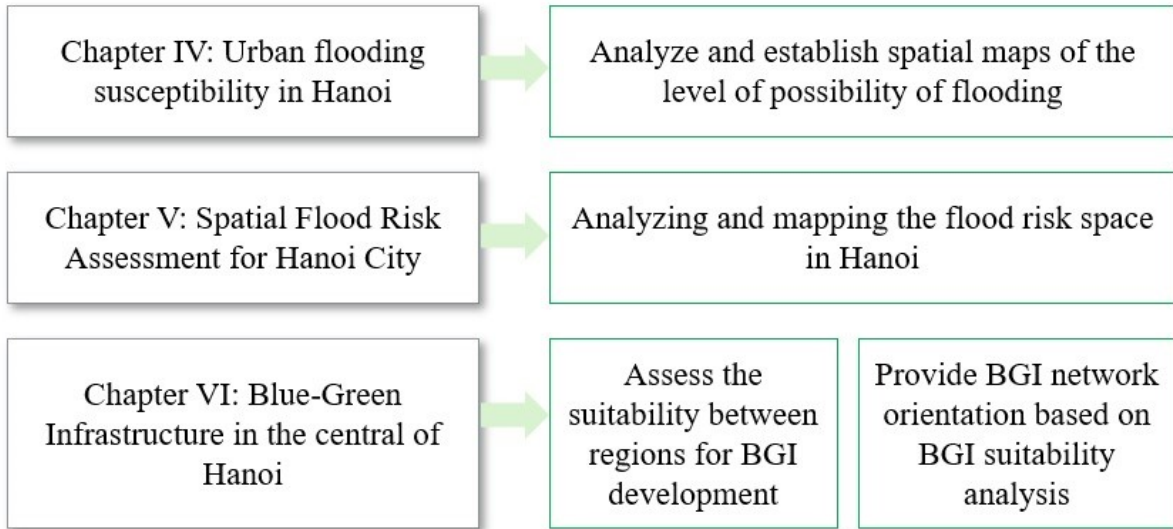 Chapter IV: Urban flooding
susceptibility in Hanoi
Analyze and establish spatial maps of the
level of possibility of flooding
Chapter V: Spatial Flood Risk
Assessment for Hanoi City
Analyzing and mapping the flood risk space
in Hanoi
Chapter VI: Blue-Green
Infrastructure in the central of
Hanoi
Assess the
suitability between
regions for BGI
development
Provide BGI network
orientation based on
BGI suitability
analysis